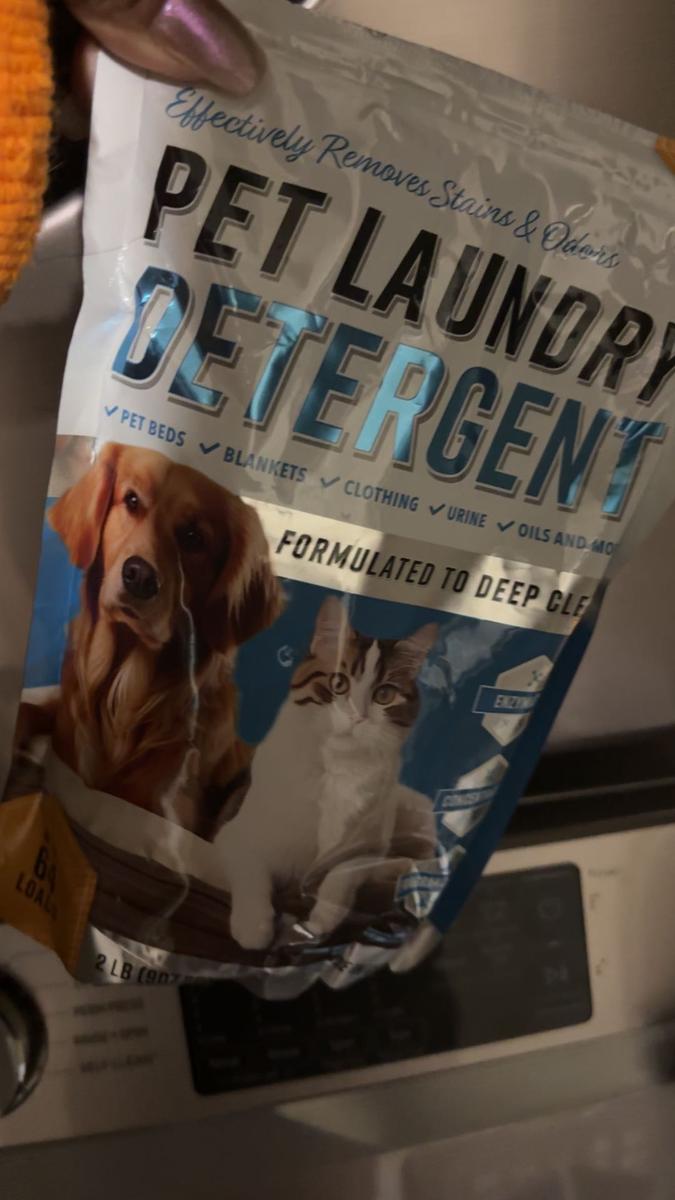 Effectively Removes Stains & Odors
PET LAUNDRY
DETERGENT
✓ PET BEDS ✓ BLANKETS ✓ CLOTHING ✓ URINE ✓ OILS AND MO
FORMULATED TO DEEP CLE
64
LOADS
2 LB